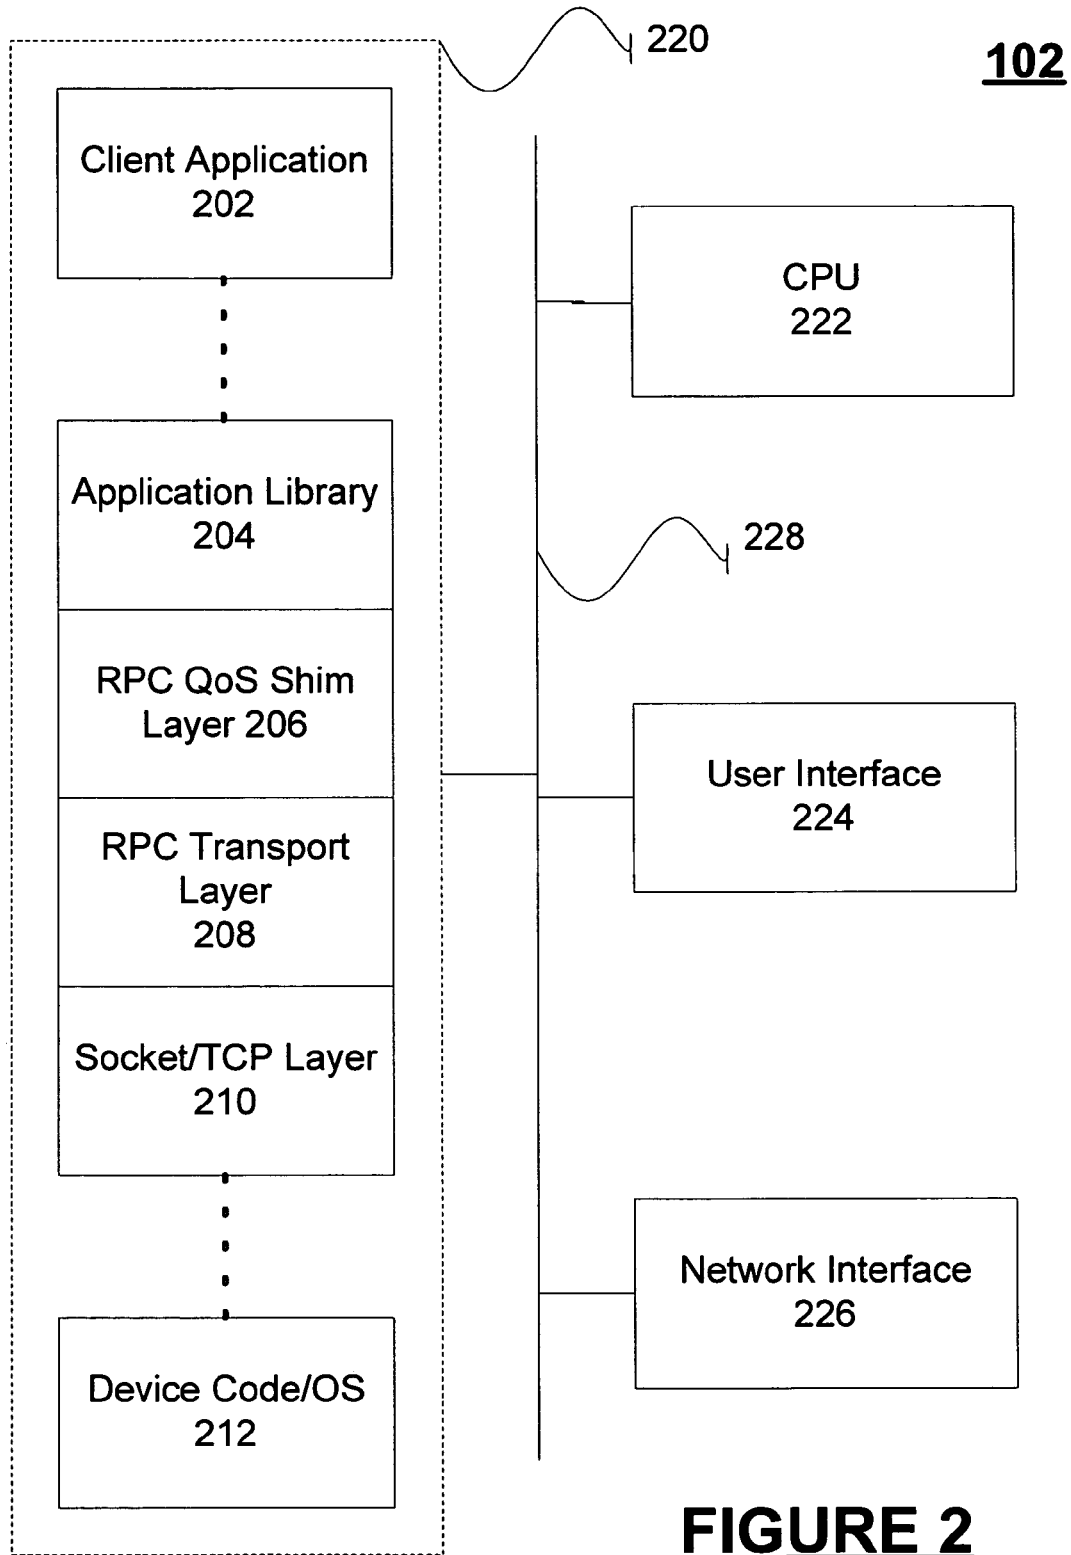 220
102
Client Application
202
CPU
222
Application Library
204
228
RPC QoS Shim
Layer 206
User Interface
224
RPC Transport
Layer
208
Socket/TCP Layer
210
Network Interface
226
Device Code/OS
212
FIGURE 2